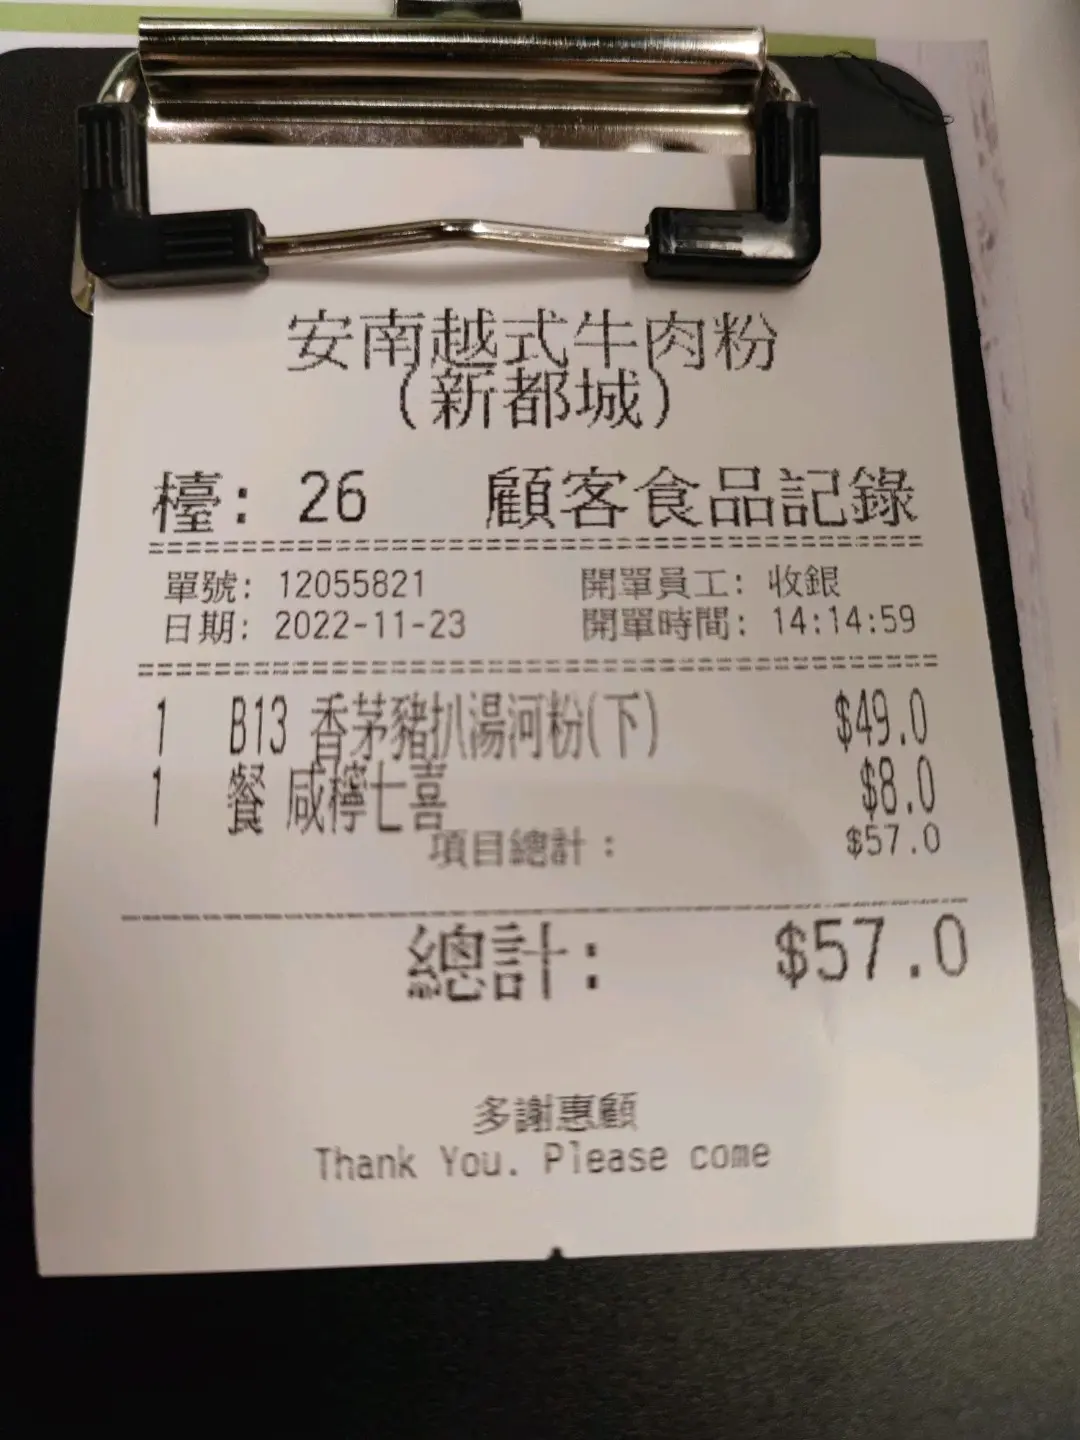 安南越式牛肉粉
(新都城)
檯: 26 顧客食品記錄
單號: 12055821 開單員工: 收銀
日期: 2022-11-23 開單時間: 14:14:59
1 B13 香茅豬扒湯河粉(下) $49.0
1 餐 咸檸七喜 $8.0
項目總計: $57.0
總計: $57.0
多謝惠顧
Thank You. Please come